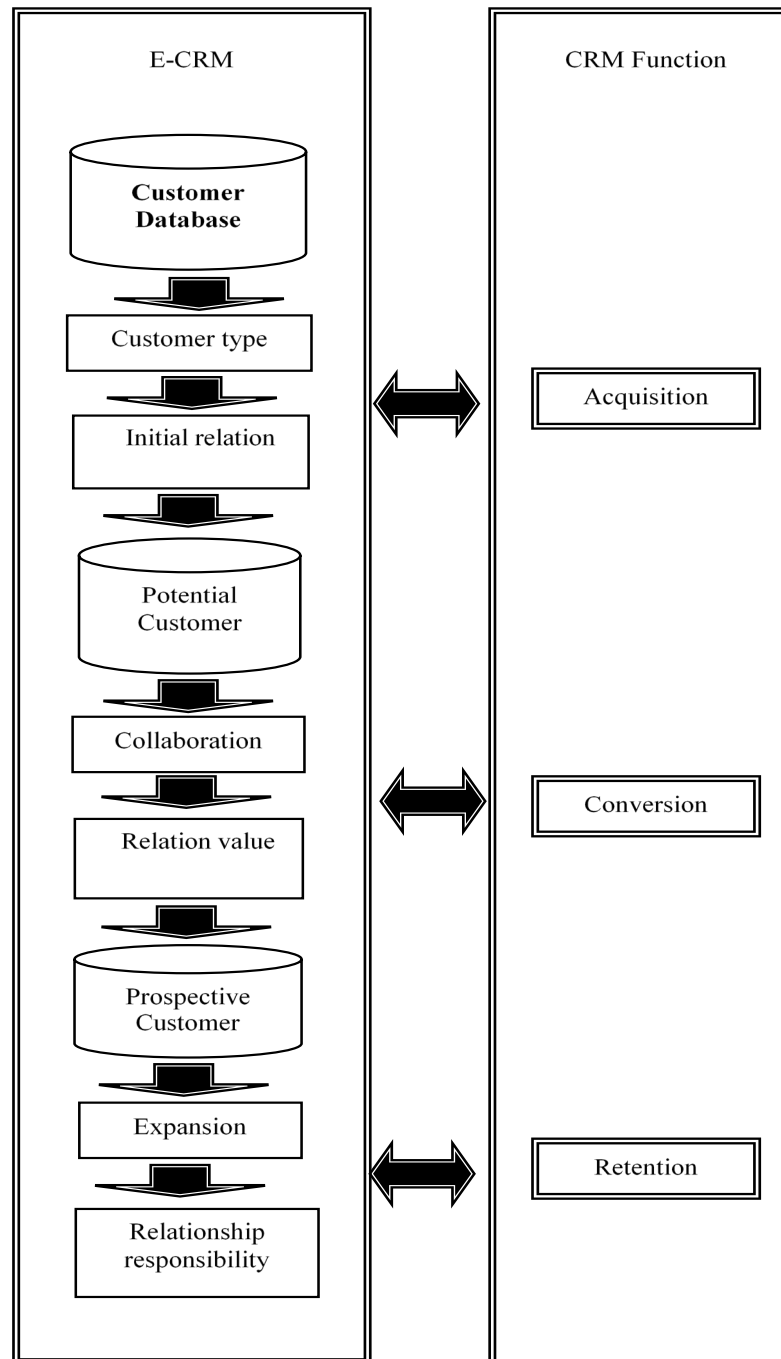 E-CRM
Customer
Database
Customer type
Initial relation
Potential
Customer
Collaboration
Relation value
Prospective
Customer
Expansion
Relationship
responsibility
CRM Function
Acquisition
Conversion
Retention